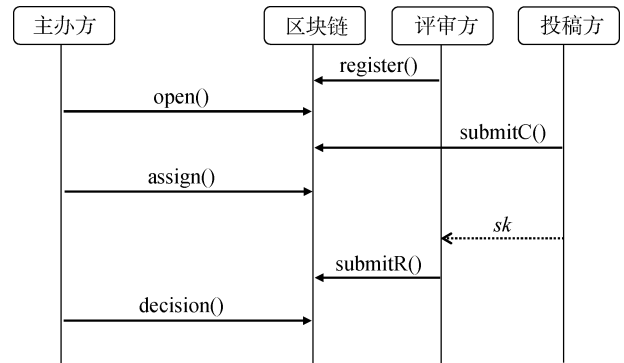 主办方
区块链
评审方
投稿方
register()
open()
submitC()
assign()
sk
submitR()
decision()